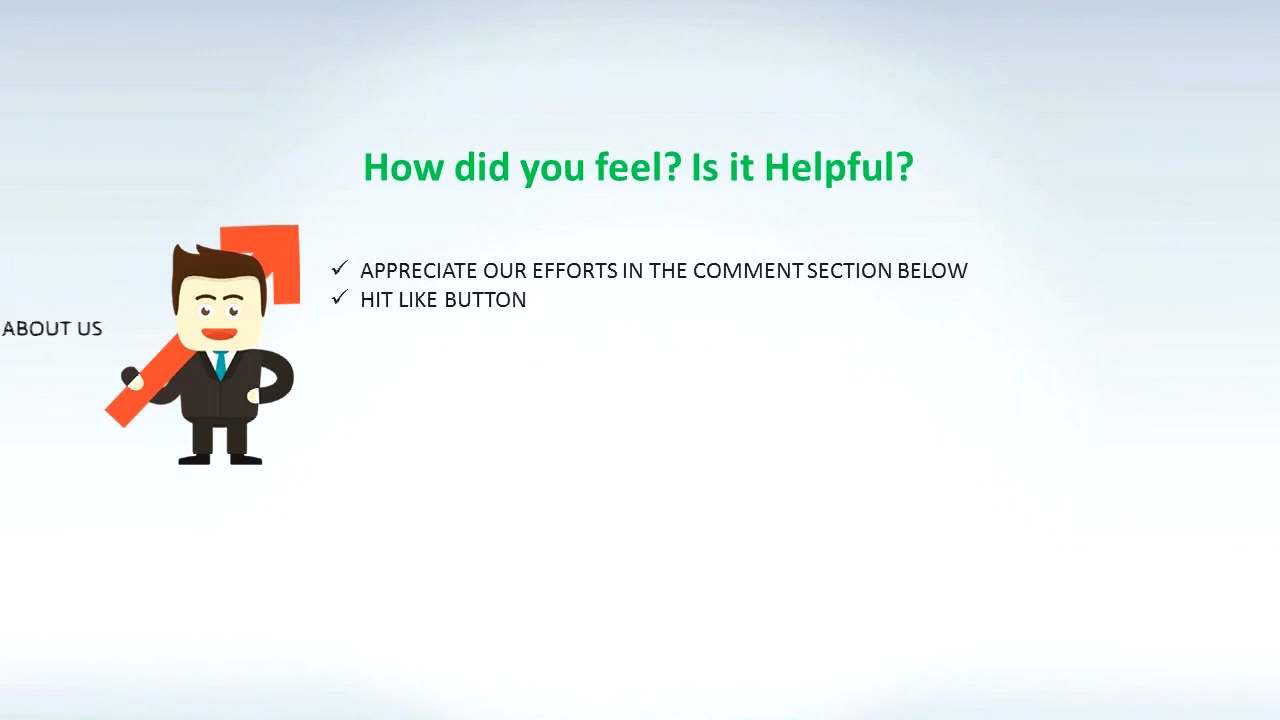 How did you feel? Is it Helpful?
✓ APPRECIATE OUR EFFORTS IN THE COMMENT SECTION BELOW
✓ HIT LIKE BUTTON
ABOUT US